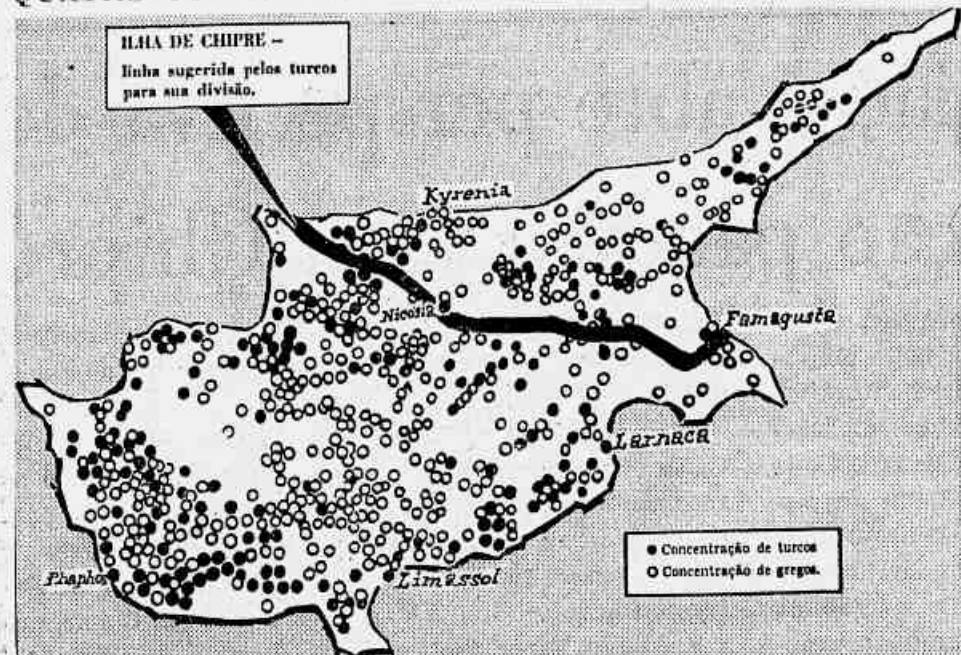 ILHA DE CHIPRE —
linha sugerida pelos turcos
para sua divisão.
Kyrenia
Nicosia
Famagusta
Larnaca
Phaphos
Limassol
Concentração de turcos
Concentração de gregos.